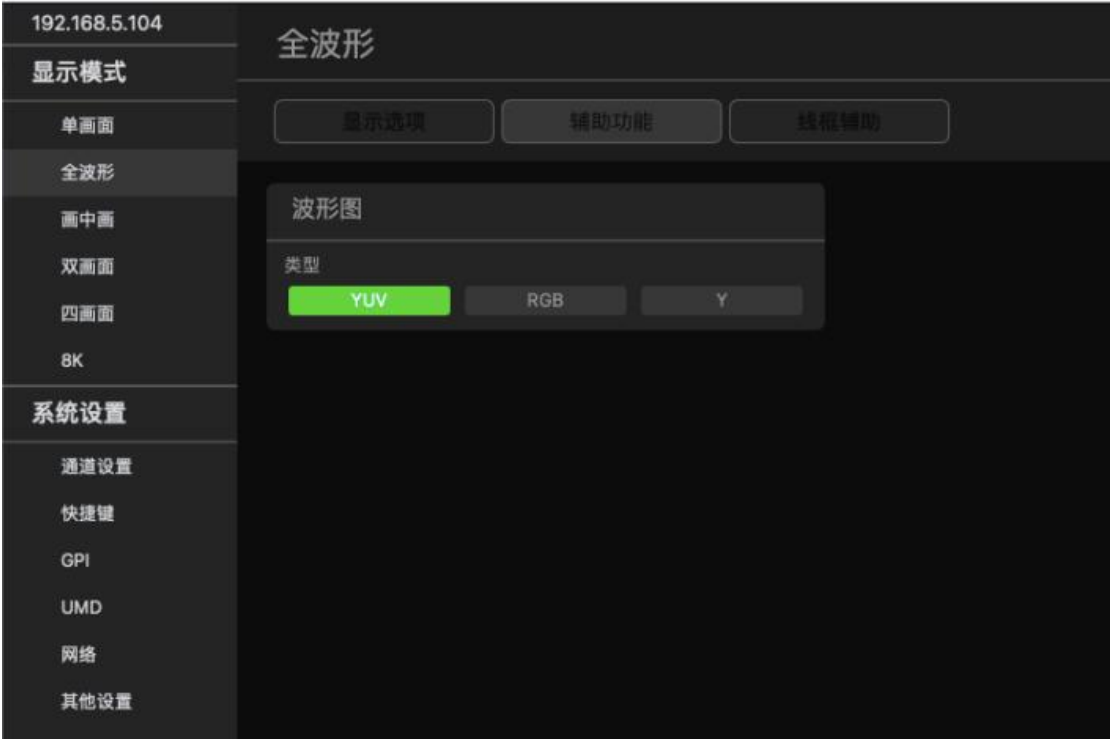 192.168.5.104
显示模式
单画面
全波形
画中画
双画面
四画面
8K
系统设置
通道设置
快捷键
GPI
UMD
网络
其他设置
全波形
显示选项 辅助功能 线框辅助
波形图
类型
YUV RGB Y